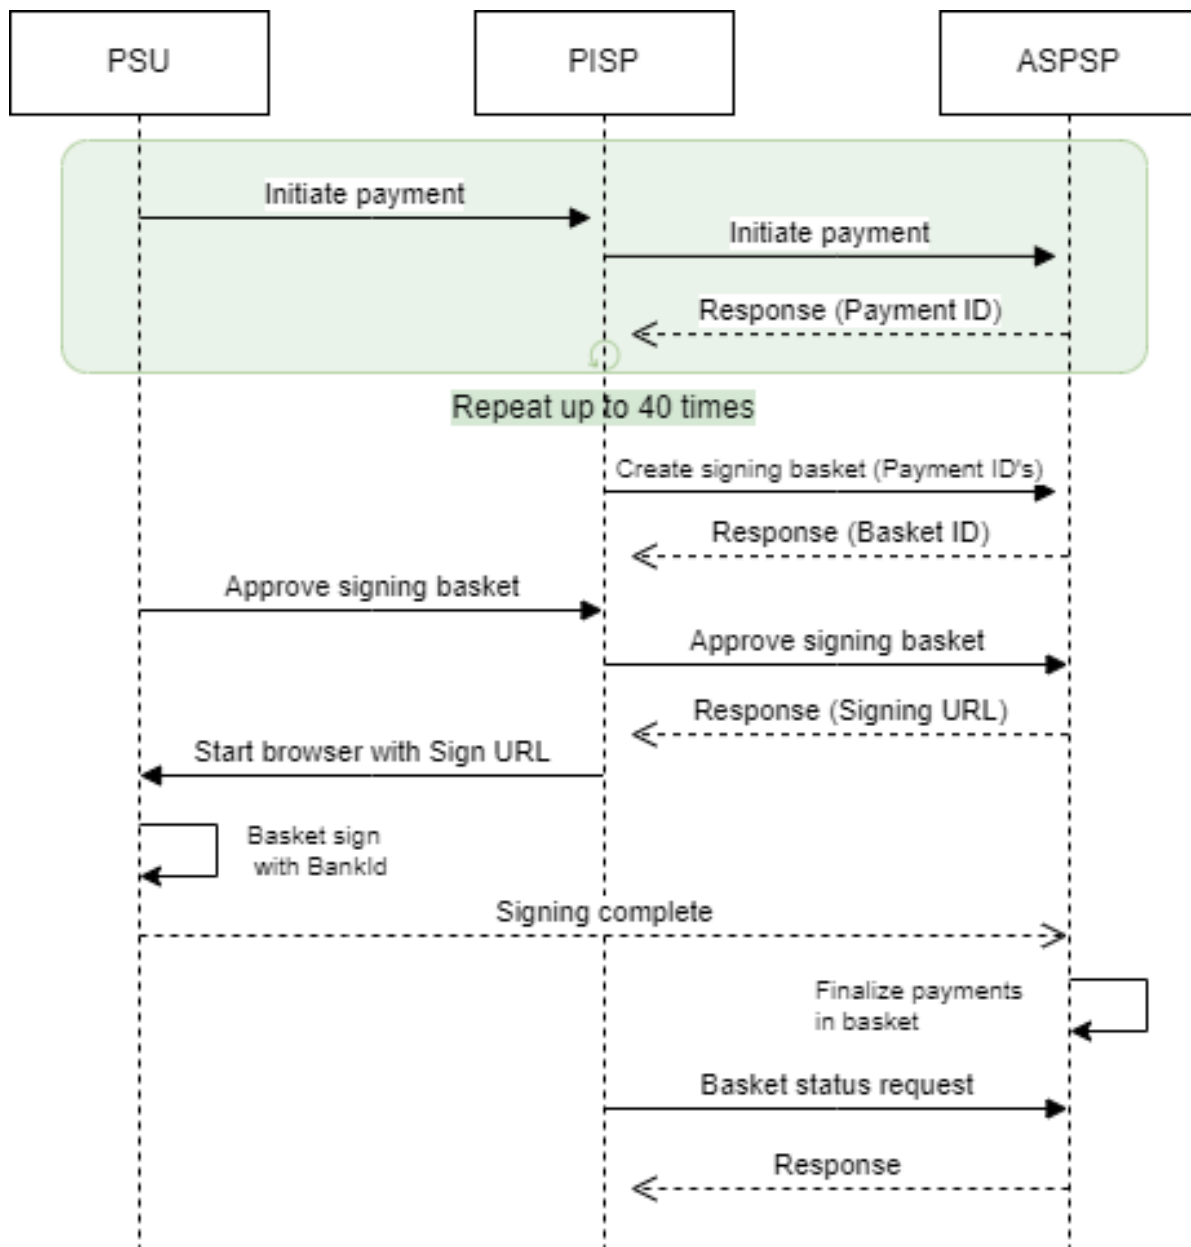 PSU
PISP
ASPSP
Initiate payment
Initiate payment
Response (Payment ID)
Repeat up to 40 times
Create signing basket (Payment ID's)
Response (Basket ID)
Approve signing basket
Approve signing basket
Response (Signing URL)
Start browser with Sign URL
Basket sign
with BankId
Signing complete
Finalize payments
in basket
Basket status request
Response